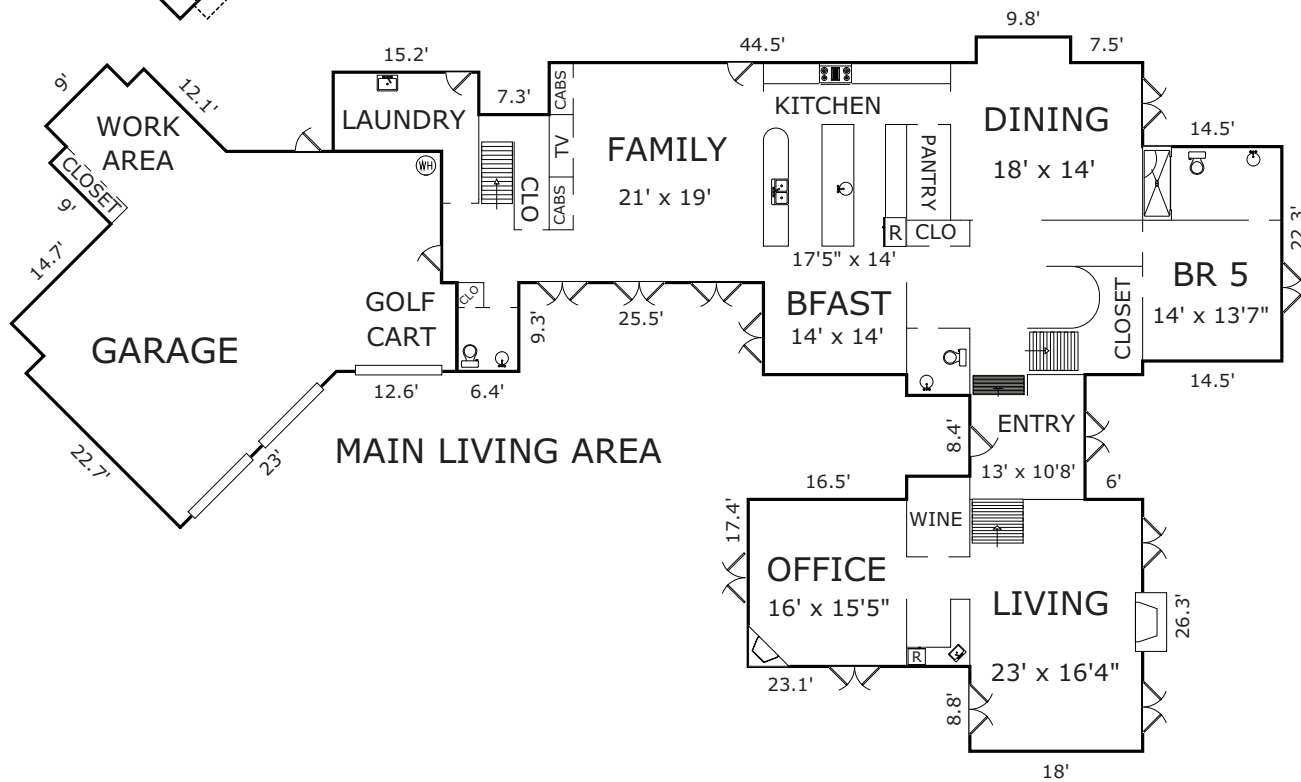 9.8'
44.5'
7.5'
15.2'
7.3'
9'
12.1'
WORK
AREA
CLOSET
9'
14.7'
LAUNDRY
WH
CLO
CABS
TV
CABS
FAMILY
21' x 19'
KITCHEN
PANTRY
R
CLO
17'5" x 14'
DINING
18' x 14'
14.5'
22.3'
BR 5
14' x 13'7"
CLOSET
14.5'
BFAST
14' x 14'
GOLF
CART
CLO
9.3'
25.5'
GARAGE
12.6'
6.4'
22.7'
23'
MAIN LIVING AREA
8.4'
ENTRY
13' x 10'8'
6'
16.5'
17.4'
WINE
OFFICE
16' x 15'5"
R
23.1'
LIVING
23' x 16'4"
26.3'
8.8'
18'